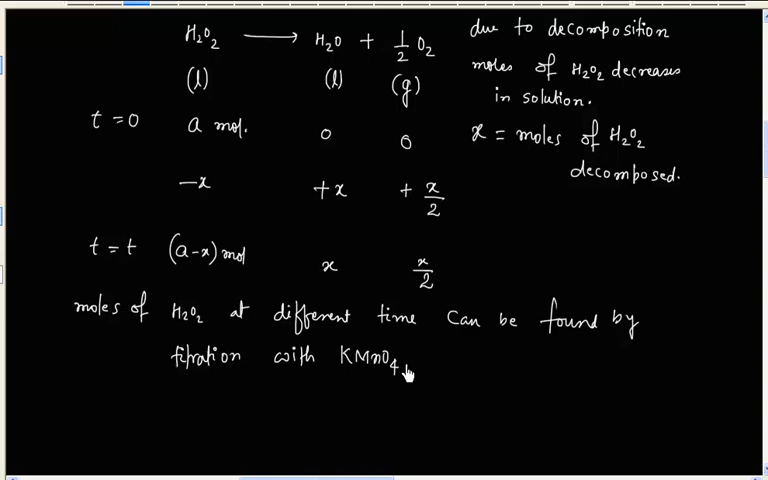 H₂O₂ ⟶ H₂O + 1/2 O₂
(l) (l) (g)
due to decomposition
moles of H₂O₂ decreases
in solution.
x = moles of H₂O₂
decomposed.
t = 0 a mol. 0 0
-x +x + x/2
t = t (a-x) mol x x/2
moles of H₂O₂ at different time can be found by
titration with KMnO₄